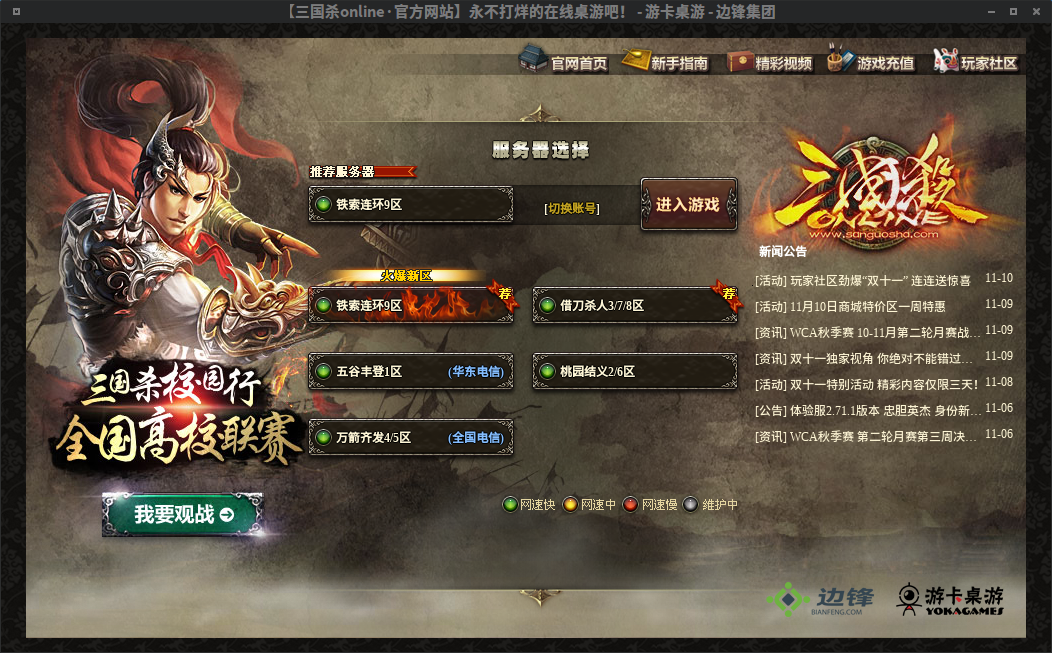 【三国杀online·官方网站】永不打烊的在线桌游吧! - 游卡桌游 - 边锋集团
官网首页 新手指南 精彩视频 游戏充值 玩家社区
服务器选择
推荐服务器
铁索连环9区
[切换账号]
进入游戏
三國殺
ONLINE
www.sanguosha.com
火爆新区
铁索连环9区 荐
借刀杀人3/7/8区 荐
五谷丰登1区 (华东电信)
桃园结义2/6区
万箭齐发4/5区 (全国电信)
网速快 网速中 网速慢 维护中
新闻公告
[活动] 玩家社区劲爆“双十一” 连连送惊喜 11-10
[活动] 11月10日商城特价区一周特惠 11-09
[资讯] WCA秋季赛 10-11月第二轮月赛战… 11-09
[资讯] 双十一独家视角 你绝对不能错过… 11-09
[活动] 双十一特别活动 精彩内容仅限三天! 11-08
[公告] 体验服2.71.1版本 忠胆英杰 身份新… 11-06
[资讯] WCA秋季赛 第二轮月赛第三周决… 11-06
三国杀校园行
全国高校联赛
我要观战
边锋
BIANFENG.COM
游卡桌游
YOKAGAMES